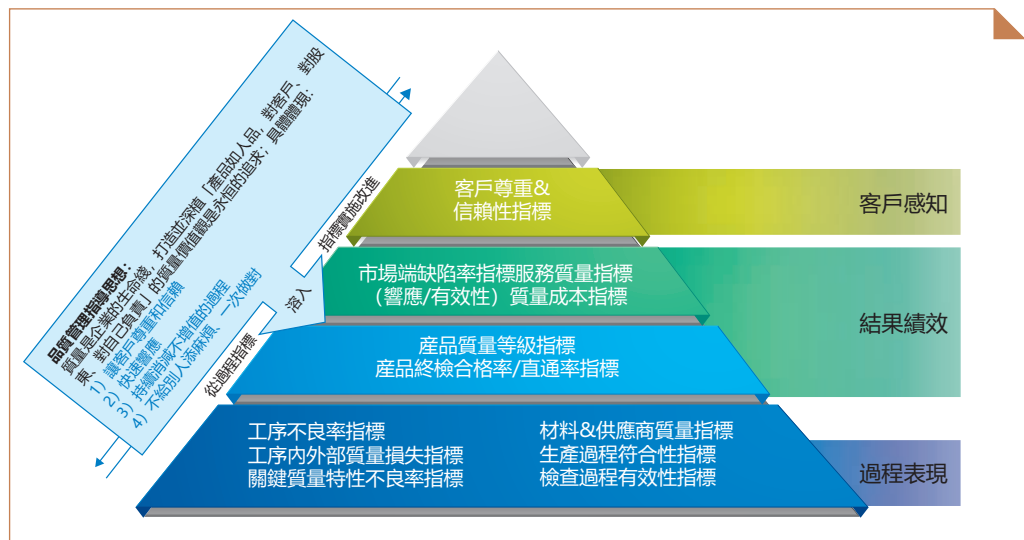 品質管理指導思想：
質量是企業的生命綫，打造並深植「產品如人品，對客戶、對股
東、對自己負責」的質量價值觀是永恒的追求；具體體現：
1） 讓客戶尊重和信賴
2） 快速響應
3） 持續消減不增值的過程
4） 不給別人添麻煩、一次做對
從過程指標
溶入
指標實施改進
客戶尊重&
信賴性指標
客戶感知
市場端缺陷率指標服務質量指標
（響應/有效性）質量成本指標
産品質量等級指標
産品終檢合格率/直通率指標
結果績效
工序不良率指標
工序內外部質量損失指標
關鍵質量特性不良率指標
材料&供應商質量指標
生產過程符合性指標
檢查過程有效性指標
過程表現